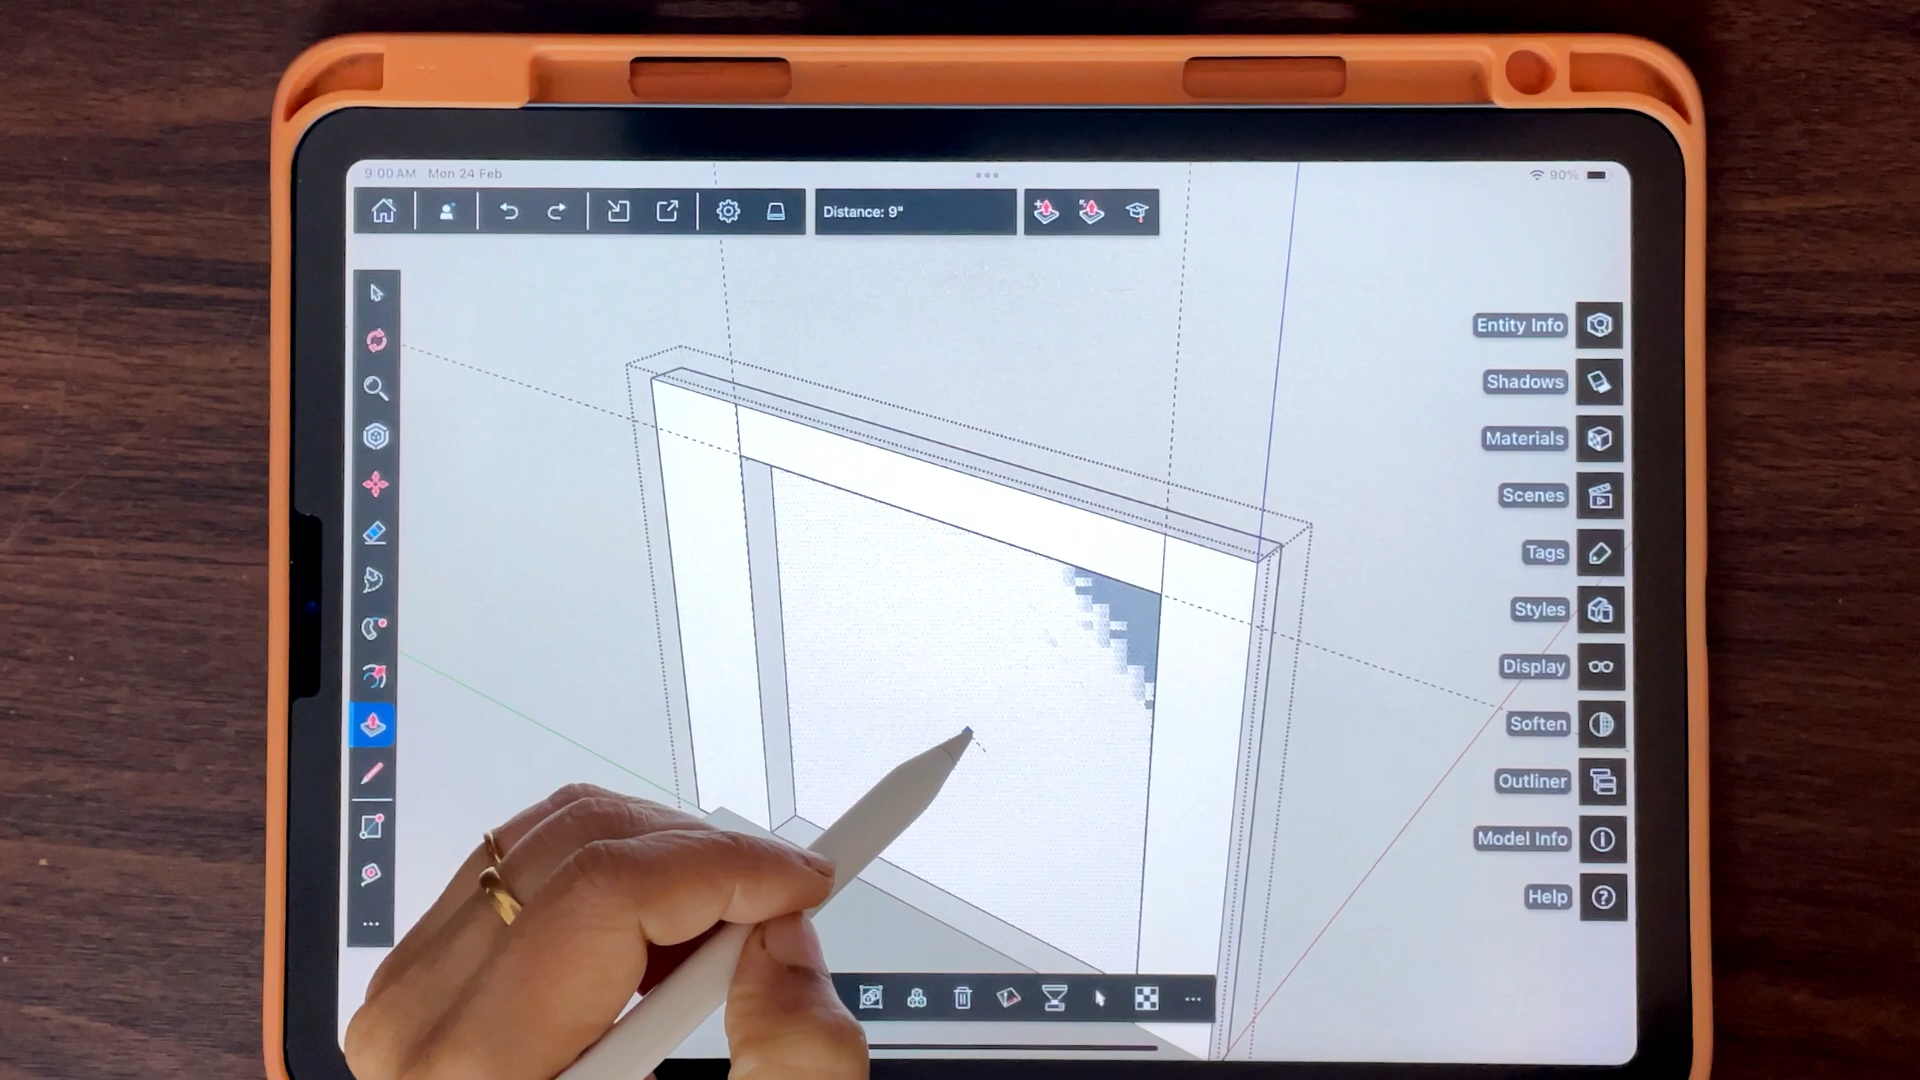 9:00 AM Mon 24 Feb
90%
Distance: 9"
Entity Info
Shadows
Materials
Scenes
Tags
Styles
Display
Soften
Outliner
Model Info
Help